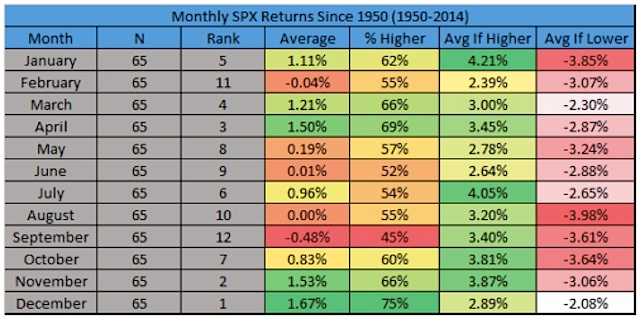 Monthly SPX Returns Since 1950 (1950-2014)
Month N Rank Average % Higher Avg If Higher Avg If Lower
January 65 5 1.11% 62% 4.21% -3.85%
February 65 11 -0.04% 55% 2.39% -3.07%
March 65 4 1.21% 66% 3.00% -2.30%
April 65 3 1.50% 69% 3.45% -2.87%
May 65 8 0.19% 57% 2.78% -3.24%
June 65 9 0.01% 52% 2.64% -2.88%
July 65 6 0.96% 54% 4.05% -2.65%
August 65 10 0.00% 55% 3.20% -3.98%
September 65 12 -0.48% 45% 3.40% -3.61%
October 65 7 0.83% 60% 3.81% -3.64%
November 65 2 1.53% 66% 3.87% -3.06%
December 65 1 1.67% 75% 2.89% -2.08%